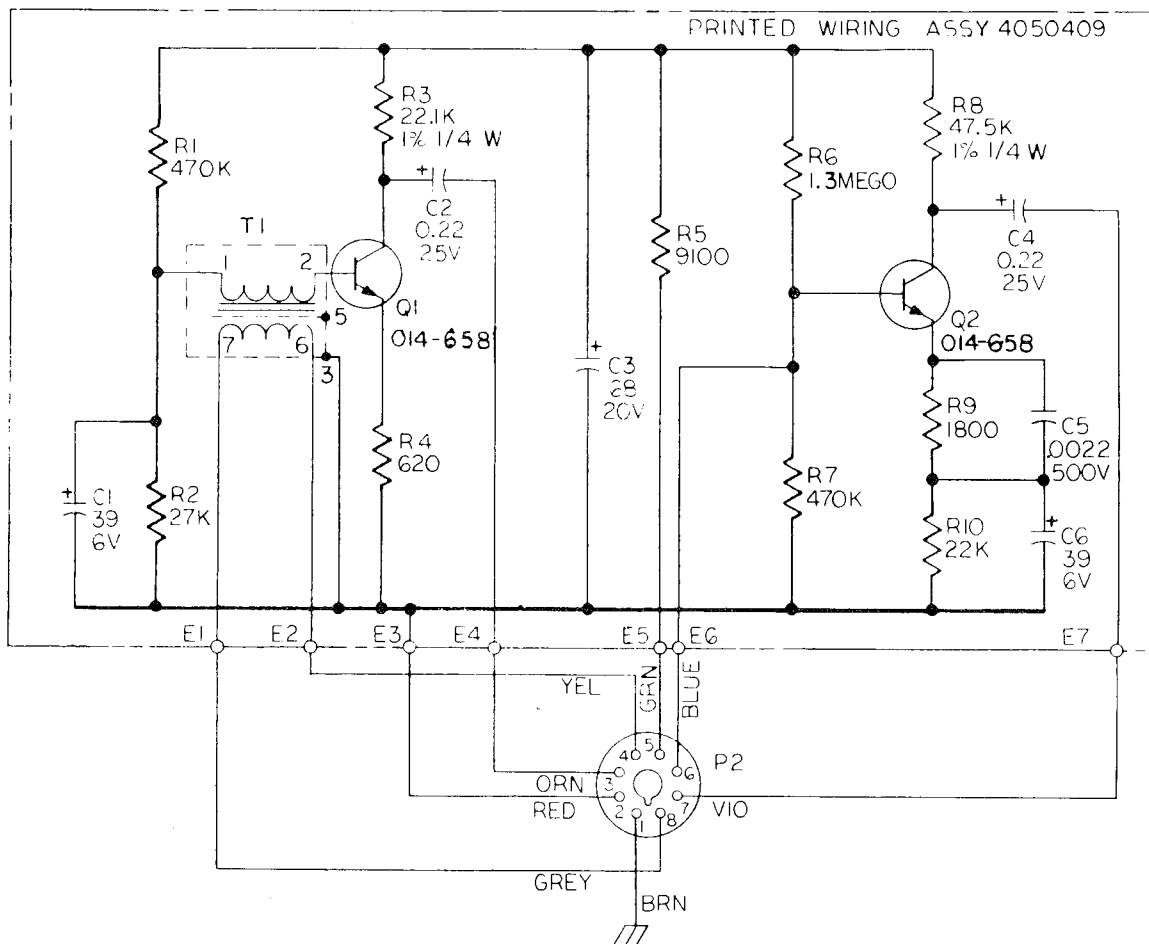 PRINTED WIRING ASSY 4050409
R1
470K
R3
22.1K
1% 1/4 W
+
C2
0.22
25V
T1
1
2
5
7
6
3
Q1
014-658
+
C1
39
6V
R2
27K
R4
620
+
C3
28
20V
R5
9100
R6
1.3MEGO
R7
470K
R8
47.5K
1% 1/4 W
+
C4
0.22
25V
Q2
014-658
R9
1800
C5
.0022
500V
R10
22K
+
C6
39
6V
E1
E2
E3
E4
E5
E6
E7
YEL
GRN
BLUE
ORN
RED
GREY
BRN
VIO
P2
4
5
3
6
2
7
1
8